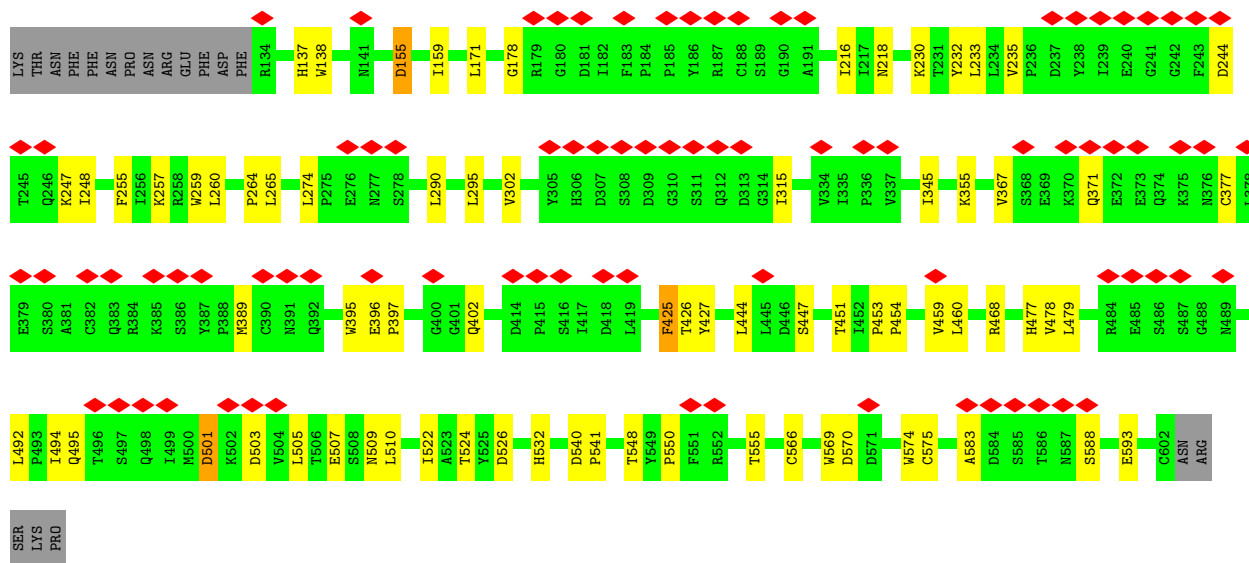 LYS THR ASN PHE PHE ASN PRO ASN ARG GLU PHE ASP PHE R134 H137 W138 N141 D155 I159 L171 G178 R179 G180 D181 I182 F183 P184 P185 Y186 R187 C188 S189 G190 A191 I216 I217 N218 K230 T231 Y232 L233 L234 V235 P236 D237 Y238 I239 E240 G241 G242 F243 D244
T245 Q246 K247 I248 F255 I256 K257 R258 W259 L260 P264 L265 L274 P275 E276 N277 S278 L290 L295 V302 Y305 H306 D307 S308 D309 G310 S311 Q312 D313 G314 I315 V334 I335 P336 V337 I345 K355 V367 S368 E369 K370 Q371 E372 E373 Q374 K375 N376 C377 L378
E379 S380 A381 C382 Q383 R384 K385 S386 Y387 P388 M389 C390 N391 Q392 W395 E396 P397 G400 G401 Q402 D414 P415 S416 I417 D418 L419 F425 T426 Y427 L444 L445 D446 S447 T451 I452 P453 P454 V459 L460 R468 H477 V478 L479 R484 E485 S486 S487 G488 N489
L492 P493 I494 Q495 T496 S497 Q498 I499 M500 D501 K502 D503 V504 L505 T506 E507 S508 N509 L510 I522 A523 T524 Y525 D526 H532 D540 P541 T548 Y549 P550 F551 R552 T555 C566 W569 D570 D571 W574 C575 A583 D584 S585 T586 N587 S588 E593 C602 ASN ARG
SER LYS PRO